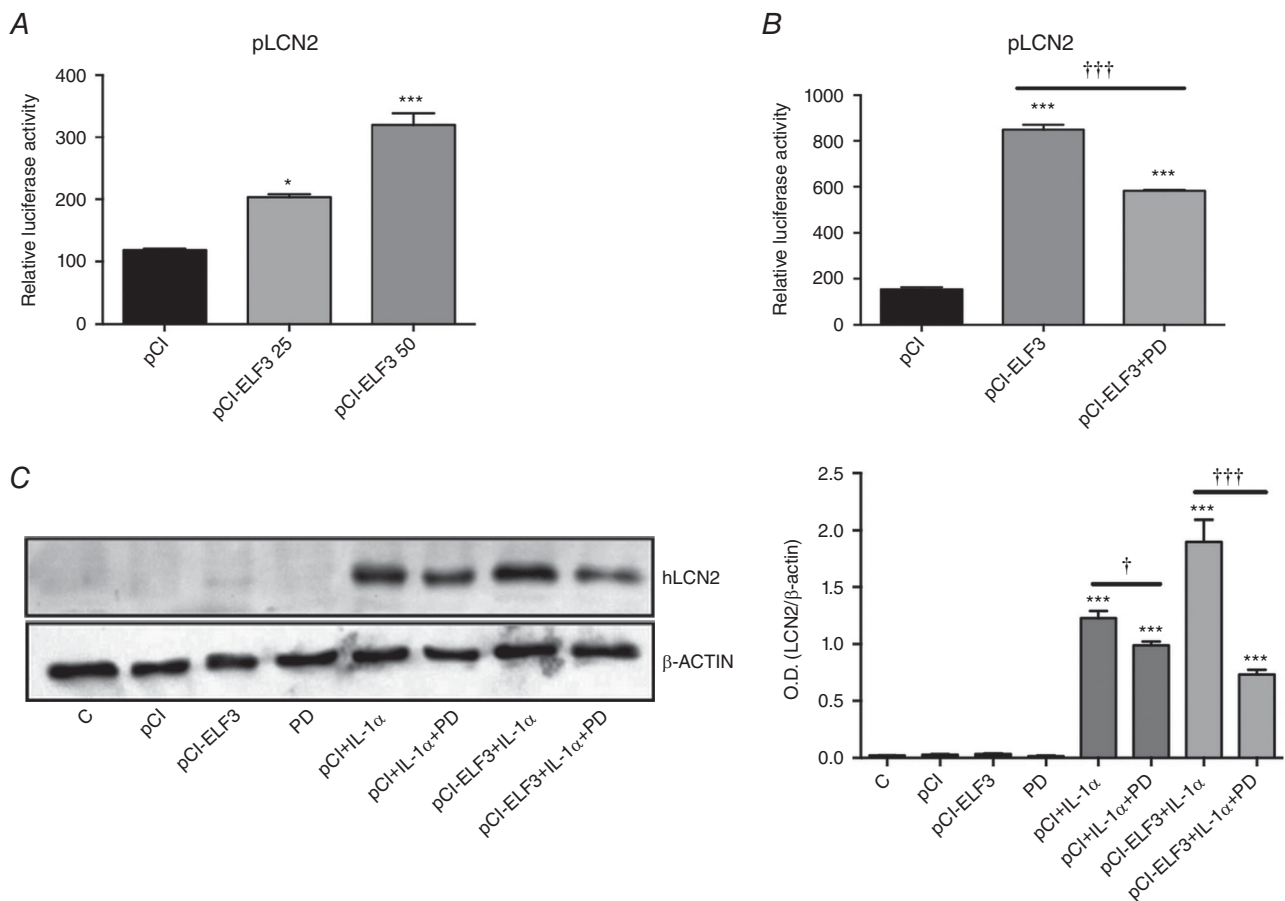 A
pLCN2
Relative luciferase activity
400
300
200
100
0
***
*
pCI
pCI-ELF3 25
pCI-ELF3 50
B
pLCN2
Relative luciferase activity
1000
800
600
400
200
0
†††
***
***
pCI
pCI-ELF3
pCI-ELF3+PD
C
hLCN2
β-ACTIN
C
pCI
pCI-ELF3
PD
pCI+IL-1α
pCI+IL-1α+PD
pCI-ELF3+IL-1α
pCI-ELF3+IL-1α+PD
O.D. (LCN2/β-actin)
2.5
2.0
1.5
1.0
0.5
0.0
†††
***
†
***
***
***
C
pCI
pCI-ELF3
PD
pCI+IL-1α
pCI+IL-1α+PD
pCI-ELF3+IL-1α
pCI-ELF3+IL-1α+PD